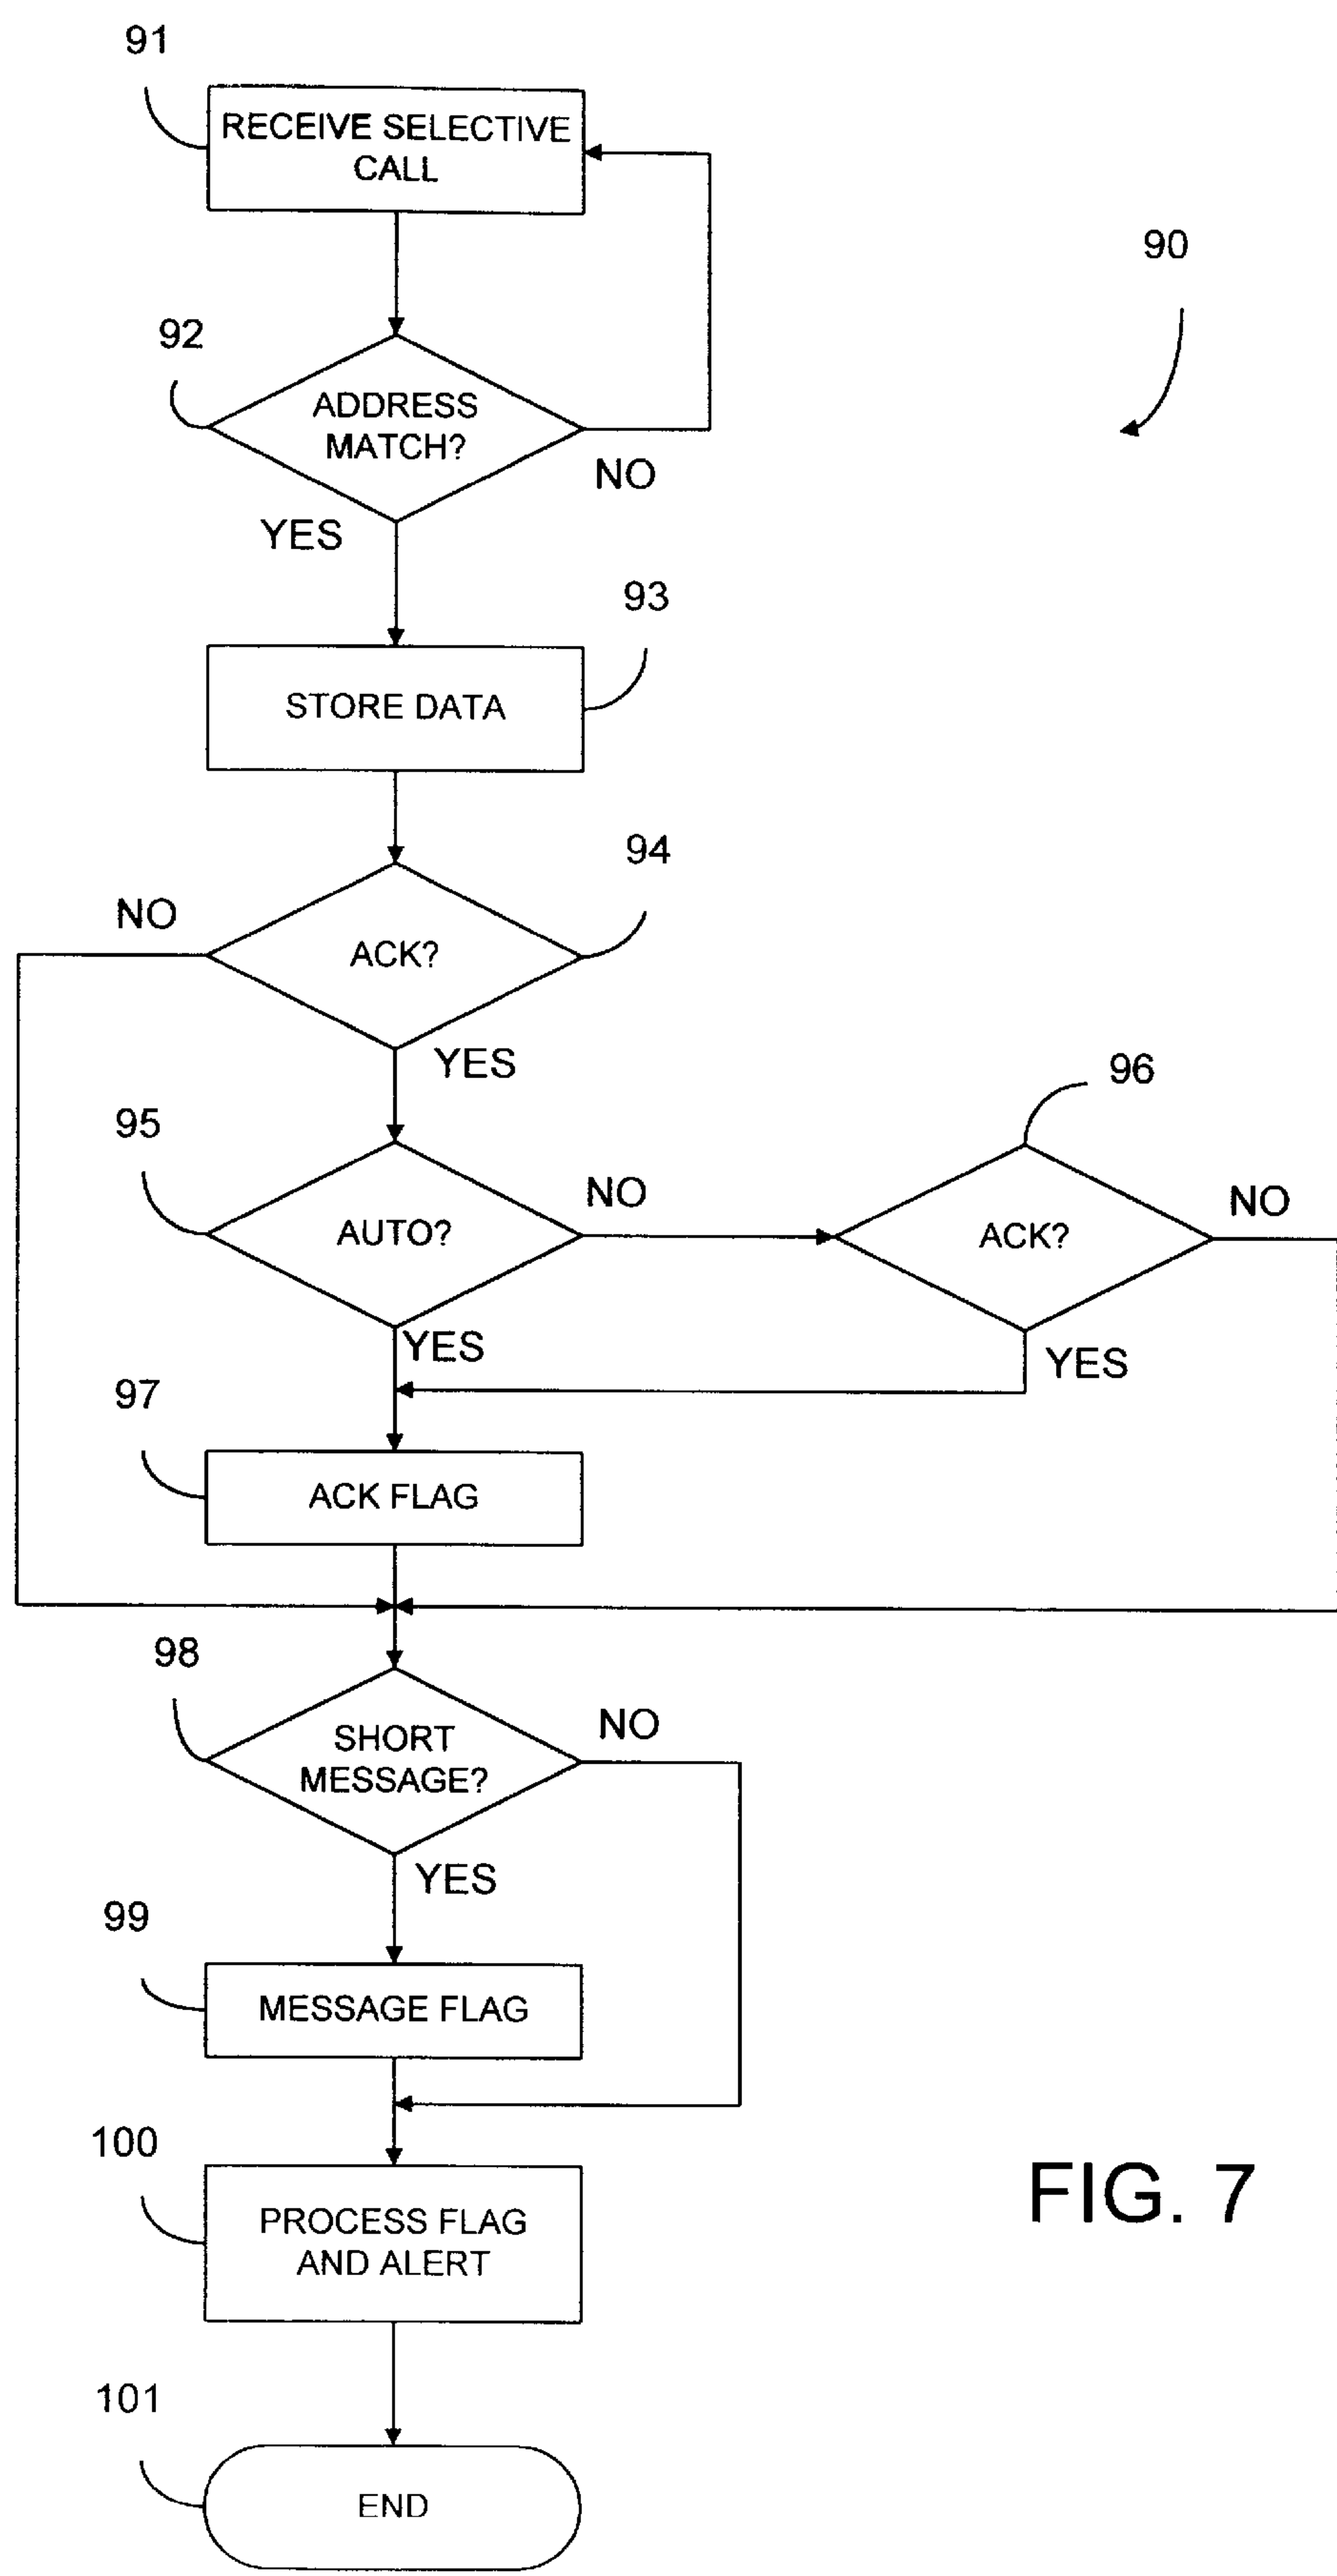 91
RECEIVE SELECTIVE
CALL
90
92
ADDRESS
MATCH?
NO
YES
93
STORE DATA
94
NO
ACK?
YES
96
95
NO
NO
AUTO?
ACK?
YES
YES
97
ACK FLAG
98
NO
SHORT
MESSAGE?
YES
99
MESSAGE FLAG
100
PROCESS FLAG
AND ALERT
FIG. 7
101
END